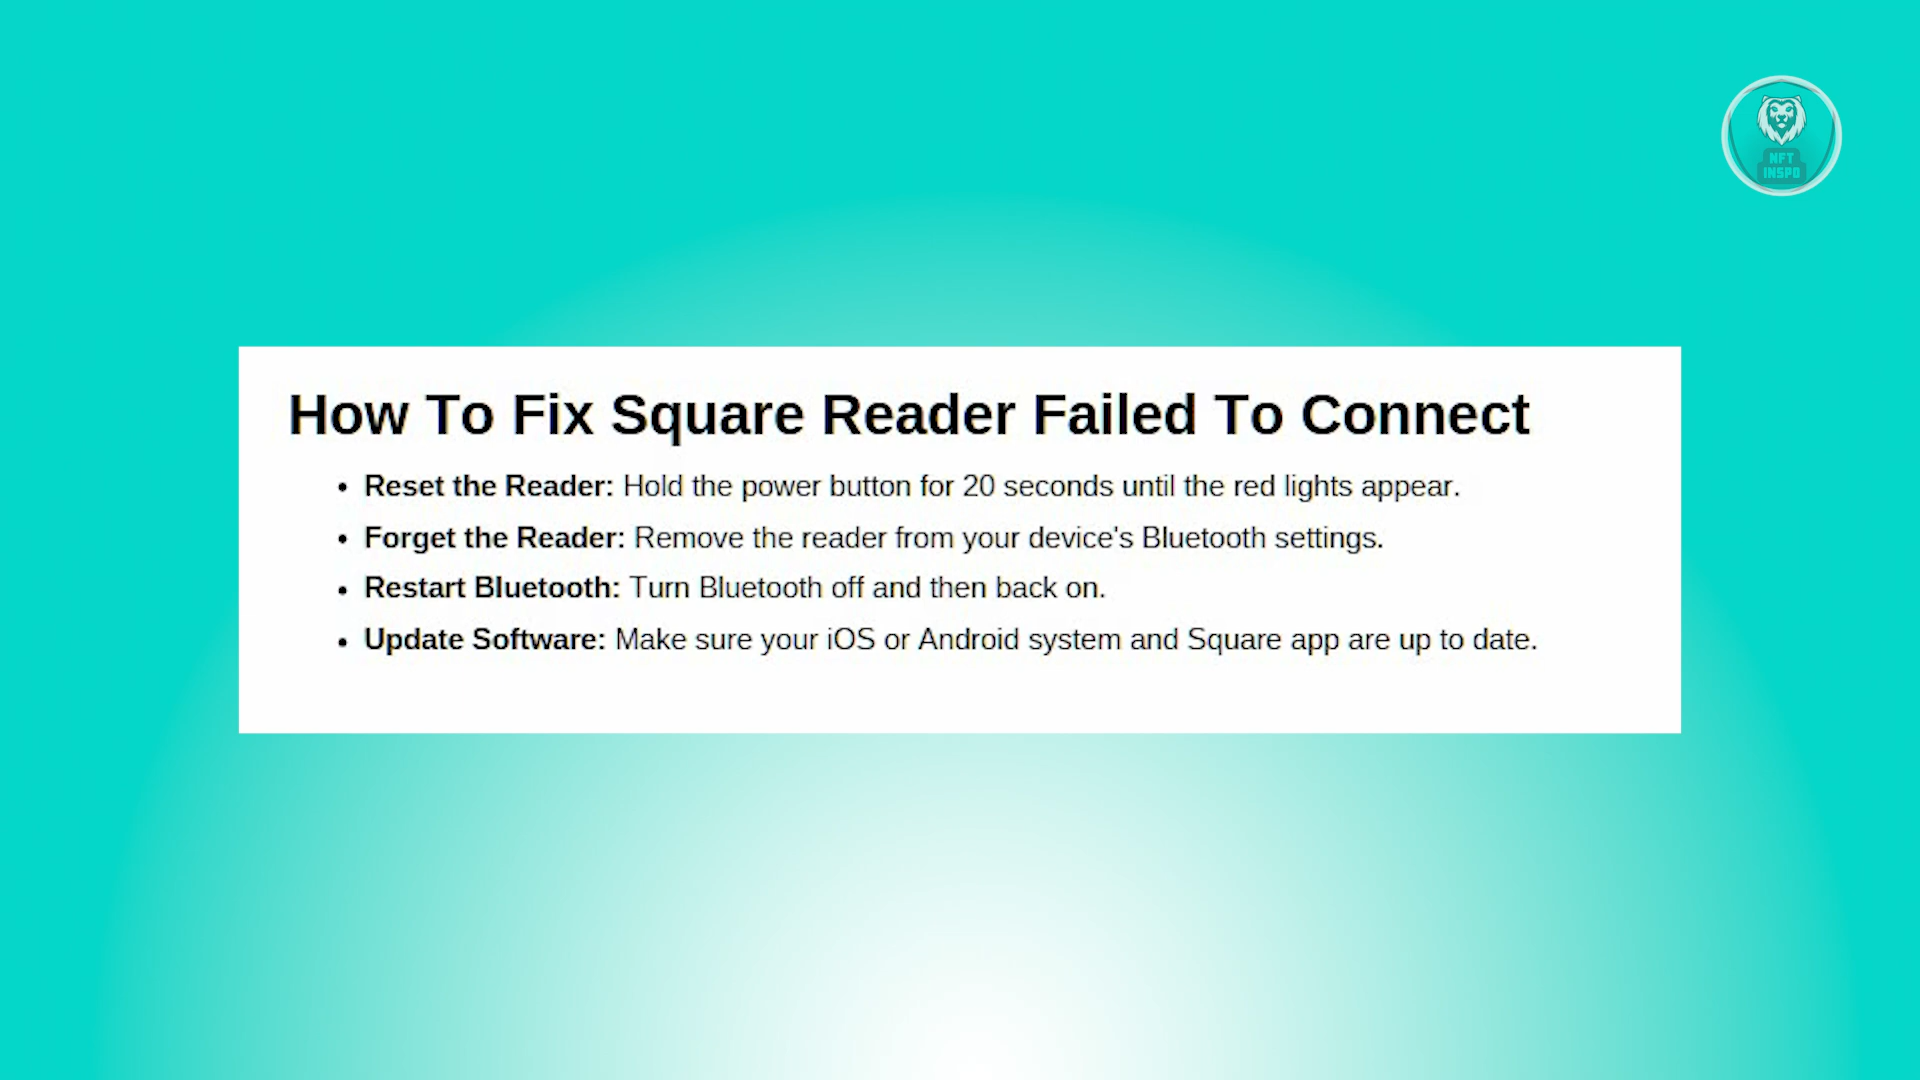 NFT
INSPO
How To Fix Square Reader Failed To Connect
• Reset the Reader: Hold the power button for 20 seconds until the red lights appear.
• Forget the Reader: Remove the reader from your device's Bluetooth settings.
• Restart Bluetooth: Turn Bluetooth off and then back on.
• Update Software: Make sure your iOS or Android system and Square app are up to date.